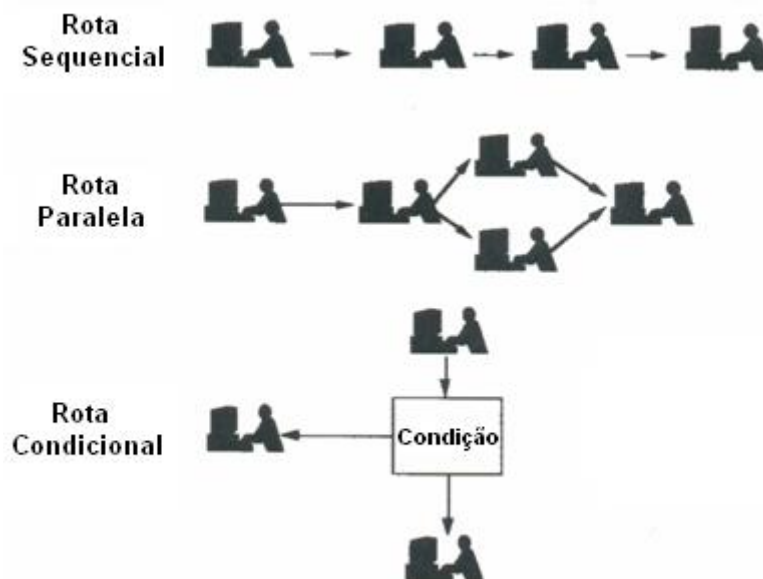 Rota
Sequencial
Rota
Paralela
Rota
Condicional
Condição